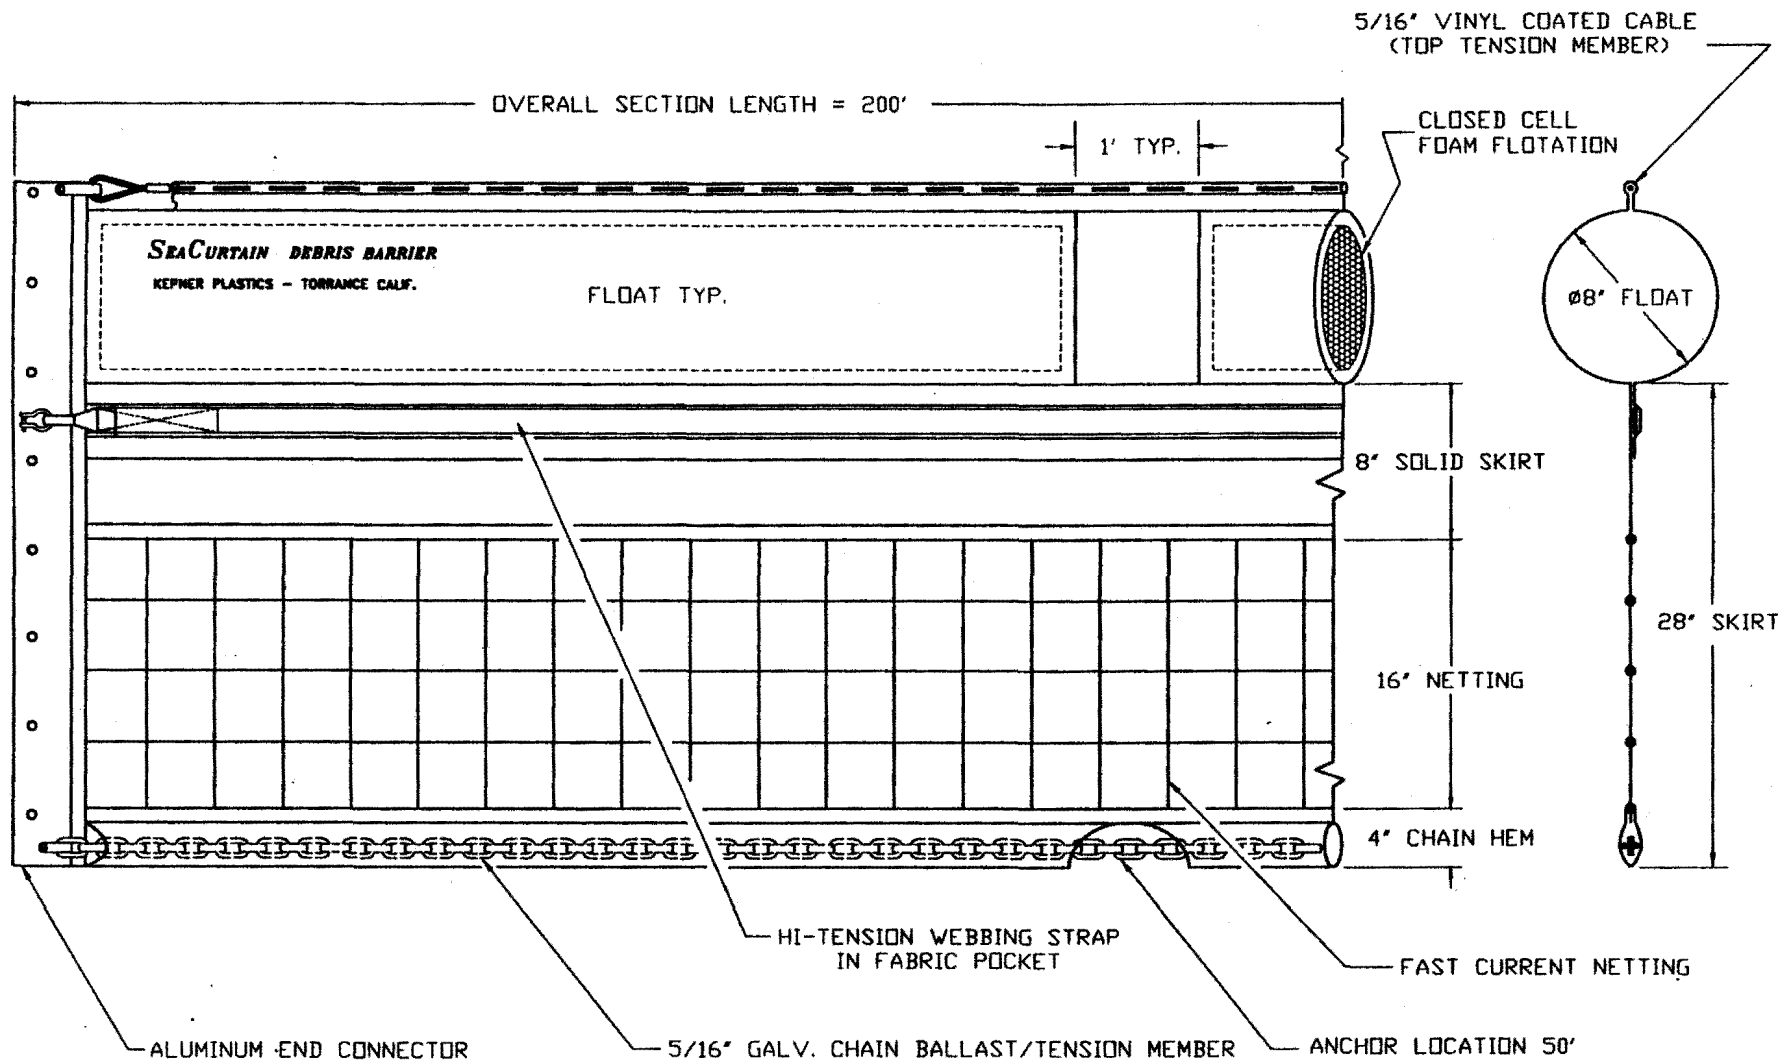 5/16" VINYL COATED CABLE
(TOP TENSION MEMBER)
OVERALL SECTION LENGTH = 200'
1' TYP.
CLOSED CELL
FOAM FLOTATION
SEACURTAIN DEBRIS BARRIER
KEPNER PLASTICS - TORRANCE CALIF.
FLOAT TYP.
ø8" FLOAT
8" SOLID SKIRT
28" SKIRT
16" NETTING
4" CHAIN HEM
HI-TENSION WEBBING STRAP
IN FABRIC POCKET
FAST CURRENT NETTING
ALUMINUM END CONNECTOR
5/16" GALV. CHAIN BALLAST/TENSION MEMBER
ANCHOR LOCATION 50'